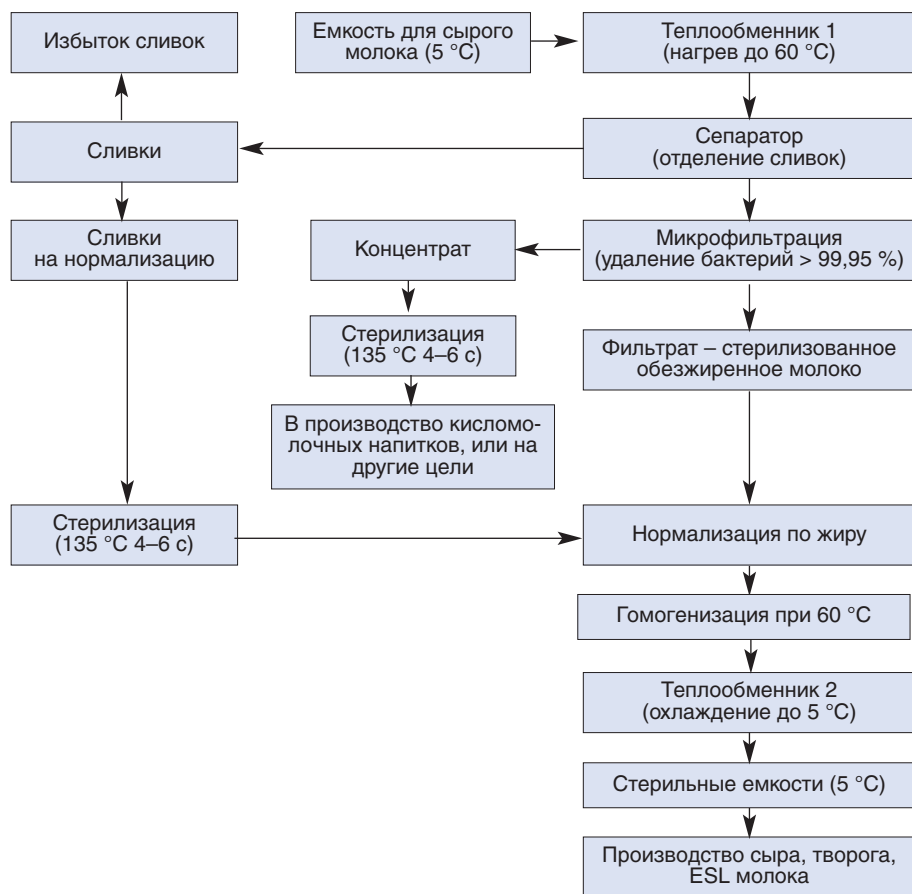 Избыток сливок
Емкость для сырого
молока (5 °C)
Теплообменник 1
(нагрев до 60 °C)
Сливки
Сепаратор
(отделение сливок)
Сливки
на нормализацию
Концентрат
Микрофильтрация
(удаление бактерий > 99,95 %)
Стерилизация
(135 °C 4–6 с)
Фильтрат – стерилизованное
обезжиренное молоко
В производство кисломо-
лочных напитков, или на
другие цели
Стерилизация
(135 °C 4–6 с)
Нормализация по жиру
Гомогенизация при 60 °C
Теплообменник 2
(охлаждение до 5 °C)
Стерильные емкости (5 °C)
Производство сыра, творога,
ESL молока